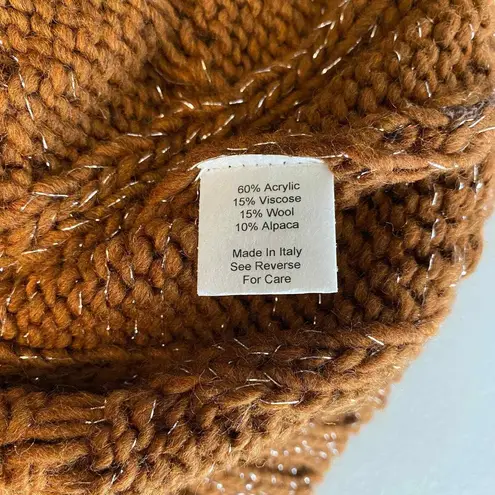 60% Acrylic
15% Viscose
15% Wool
10% Alpaca
Made In Italy
See Reverse
For Care